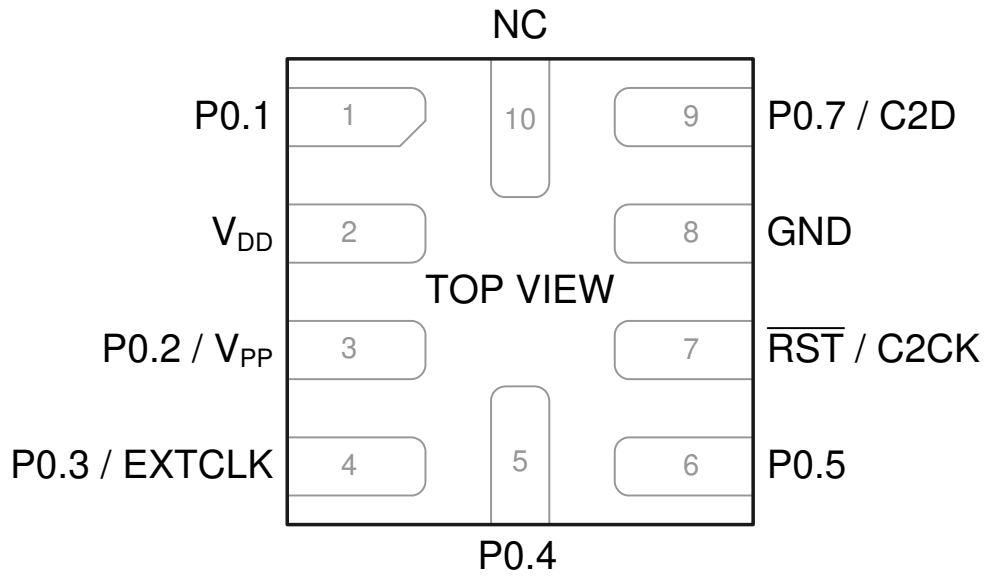 NC
P0.1 1 10 9 P0.7 / C2D
V_DD 2 8 GND
TOP VIEW
P0.2 / V_PP 3 7 R̅S̅T̅ / C2CK
P0.3 / EXTCLK 4 5 6 P0.5
P0.4